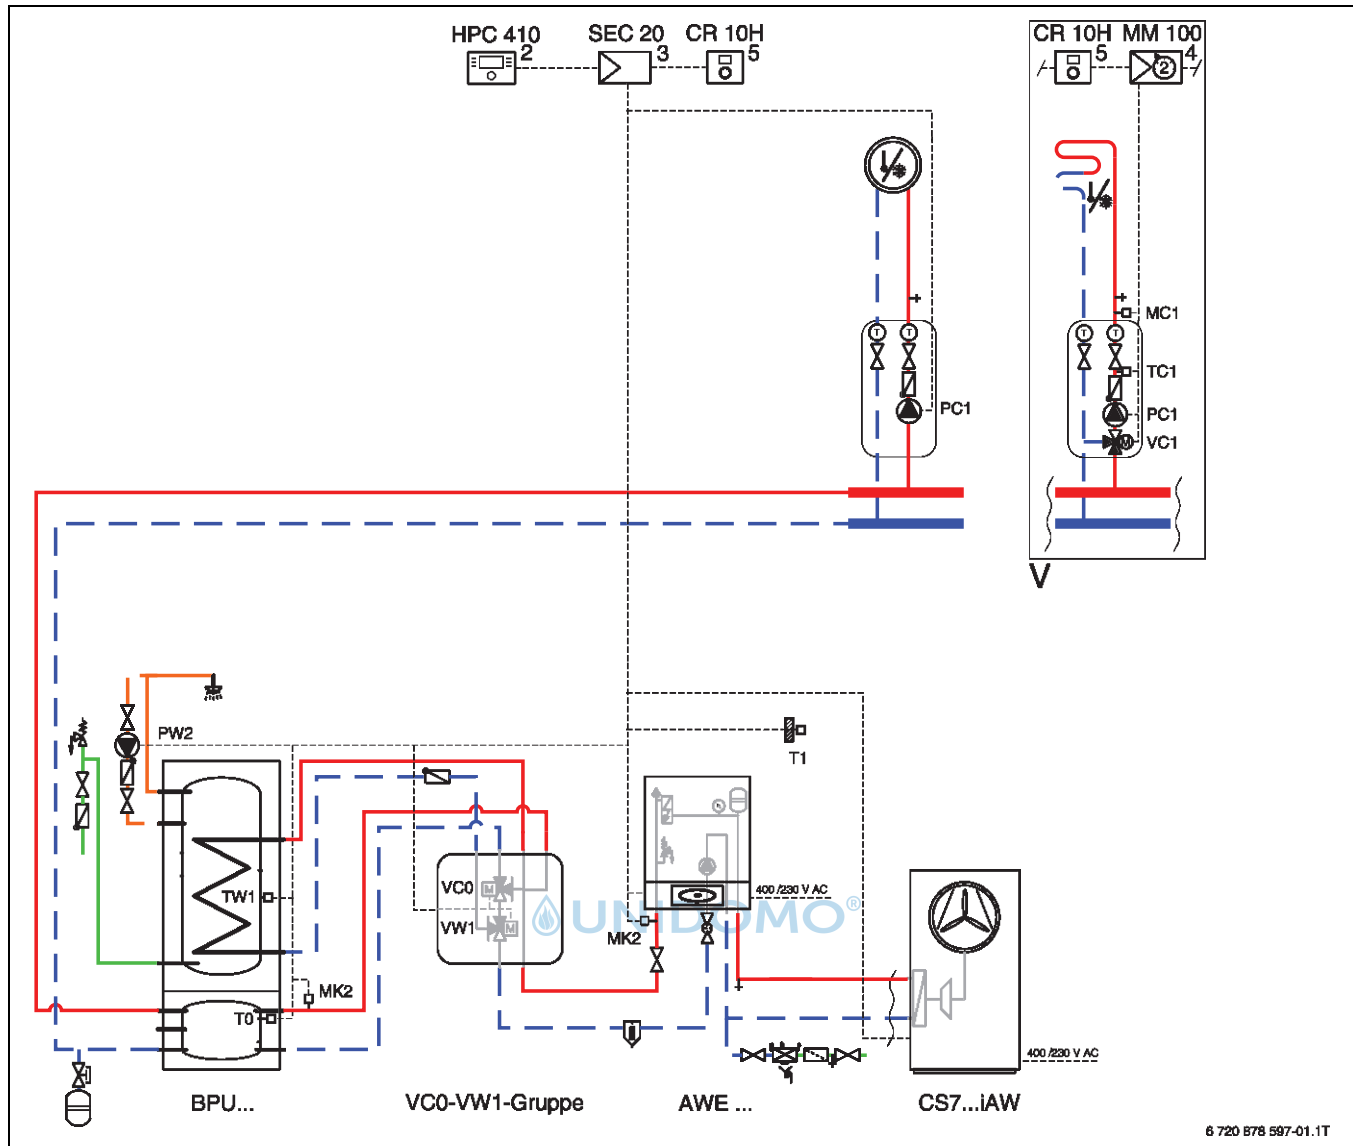 HPC 410
2
SEC 20
3
CR 10H
5
CR 10H
5
MM 100
4
2
T T
T T
MC1
TC1
PC1
PC1
M
VC1
V
PW2
T1
TW1
VC0
M
VW1
M
400 /230 V AC
UNIDOMO®
MK2
MK2
T0
400 /230 V AC
BPU...
VC0-VW1-Gruppe
AWE ...
CS7...iAW
6 720 878 597-01.1T